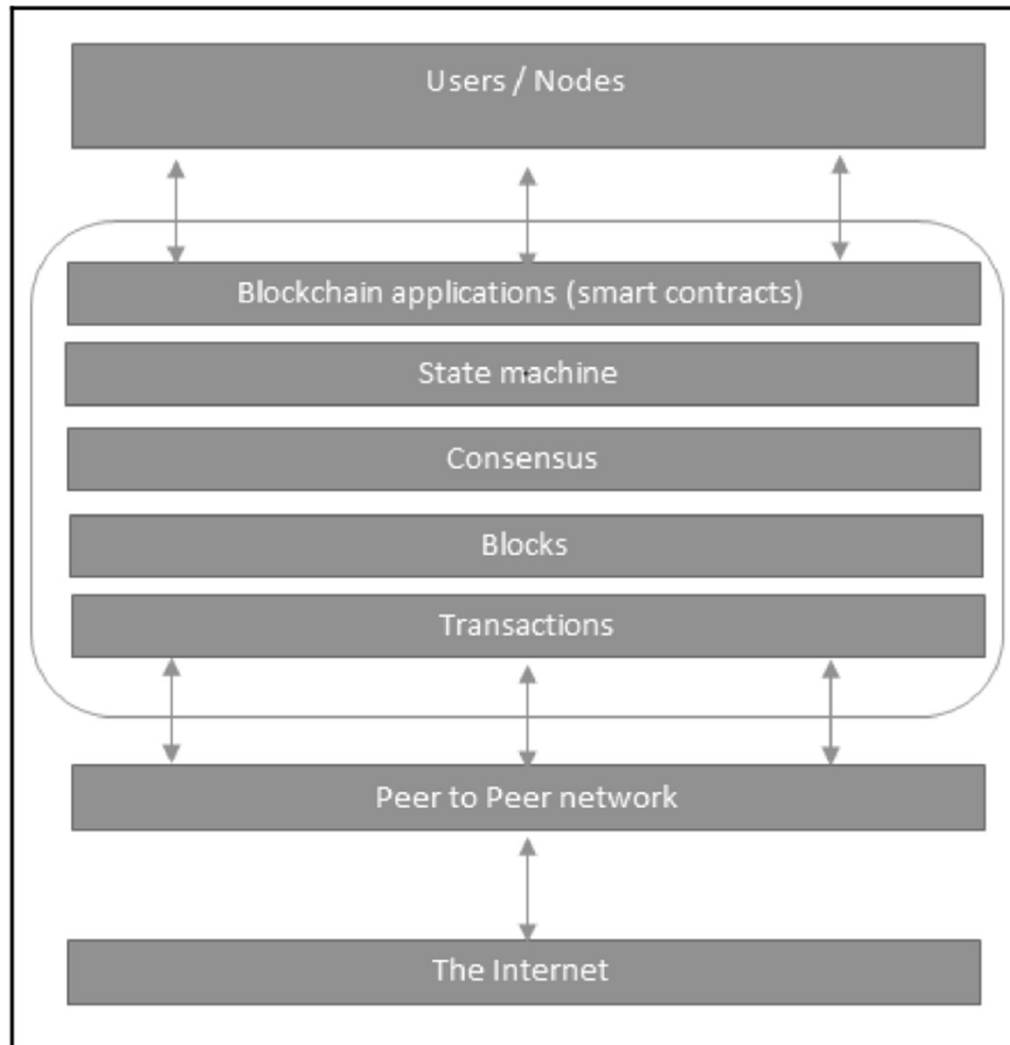 Users / Nodes
Blockchain applications (smart contracts)
State machine
Consensus
Blocks
Transactions
Peer to Peer network
The Internet